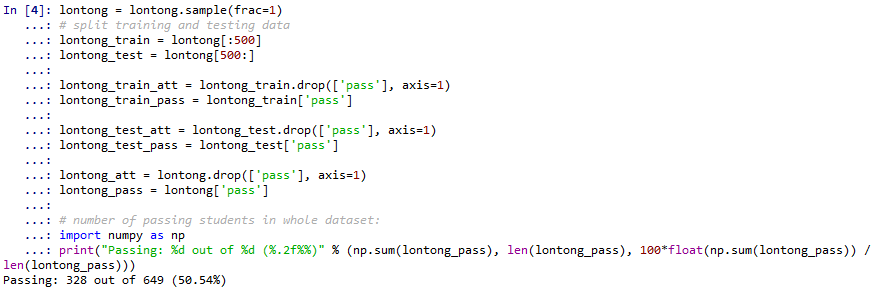 In [4]: lontong = lontong.sample(frac=1)
   ...: # split training and testing data
   ...: lontong_train = lontong[:500]
   ...: lontong_test = lontong[500:]
   ...:
   ...: lontong_train_att = lontong_train.drop(['pass'], axis=1)
   ...: lontong_train_pass = lontong_train['pass']
   ...:
   ...: lontong_test_att = lontong_test.drop(['pass'], axis=1)
   ...: lontong_test_pass = lontong_test['pass']
   ...:
   ...: lontong_att = lontong.drop(['pass'], axis=1)
   ...: lontong_pass = lontong['pass']
   ...:
   ...: # number of passing students in whole dataset:
   ...: import numpy as np
   ...: print("Passing: %d out of %d (%.2f%%)" % (np.sum(lontong_pass), len(lontong_pass), 100*float(np.sum(lontong_pass)) /
len(lontong_pass)))
Passing: 328 out of 649 (50.54%)